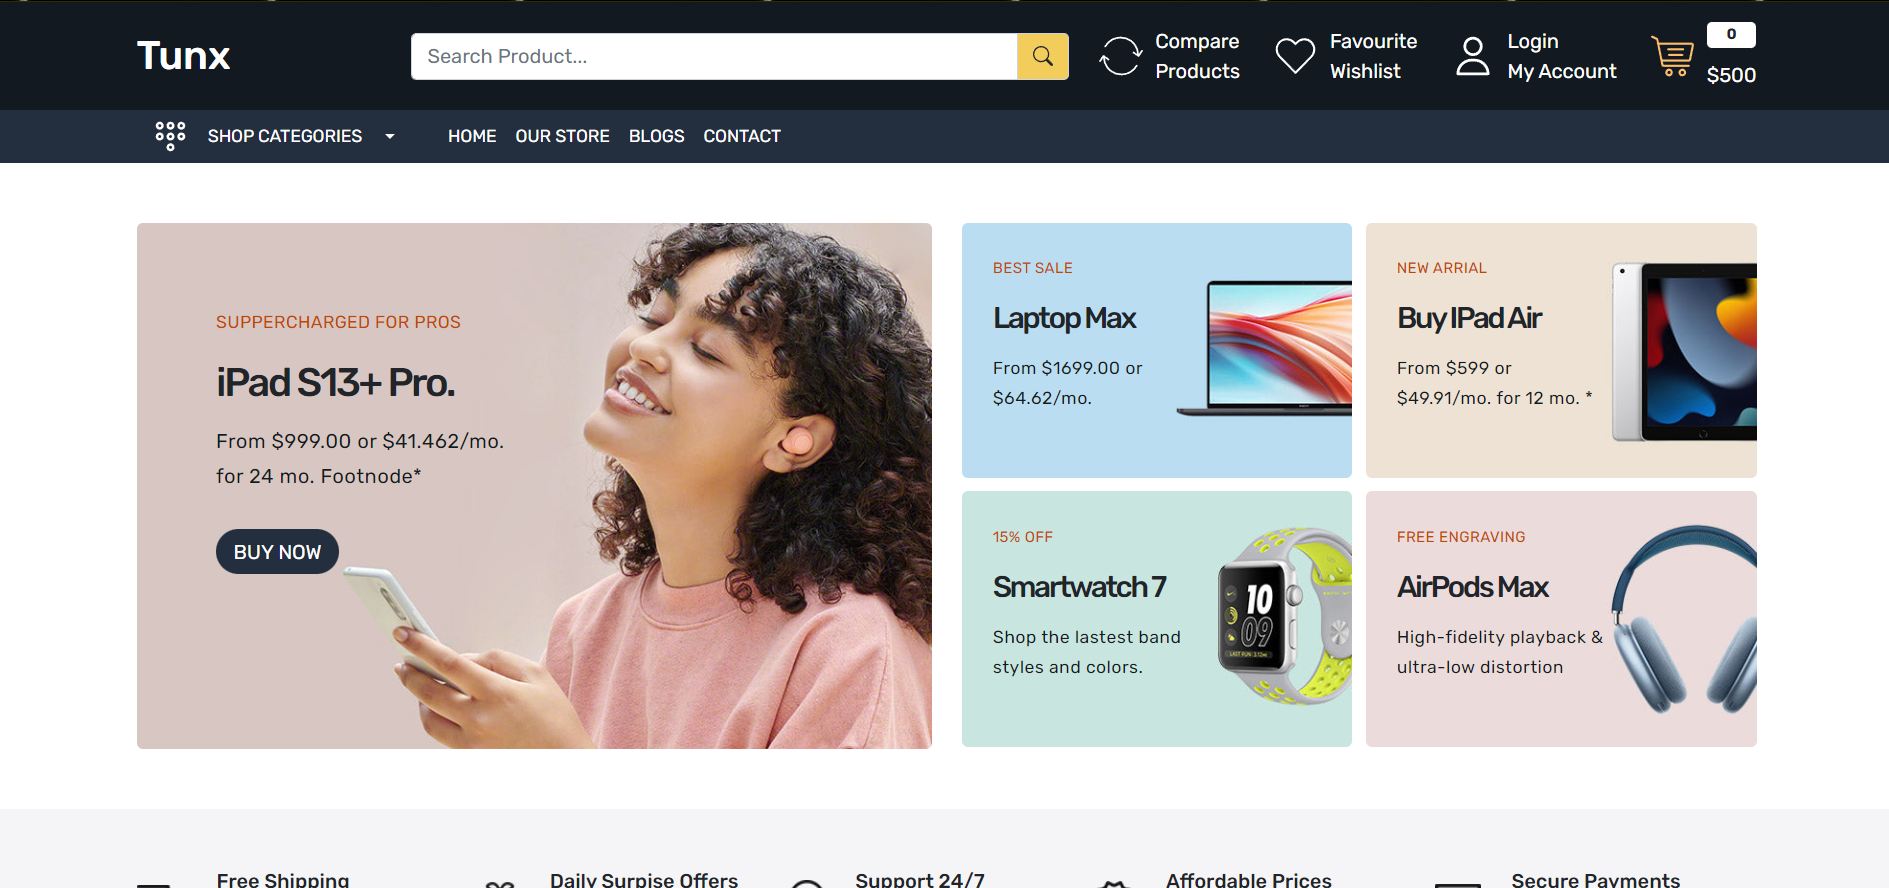 Tunx
Search Product...
Compare
Products
Favourite
Wishlist
Login
My Account
0
$500
SHOP CATEGORIES
HOME
OUR STORE
BLOGS
CONTACT
SUPPERCHARGED FOR PROS
iPad S13+ Pro.
From $999.00 or $41.462/mo.
for 24 mo. Footnode*
BUY NOW
BEST SALE
Laptop Max
From $1699.00 or
$64.62/mo.
NEW ARRIAL
Buy IPad Air
From $599 or
$49.91/mo. for 12 mo. *
15% OFF
Smartwatch 7
Shop the lastest band
styles and colors.
10
09
FREE ENGRAVING
AirPods Max
High-fidelity playback &
ultra-low distortion
Free Shipping
Daily Surpise Offers
Support 24/7
Affordable Prices
Secure Payments